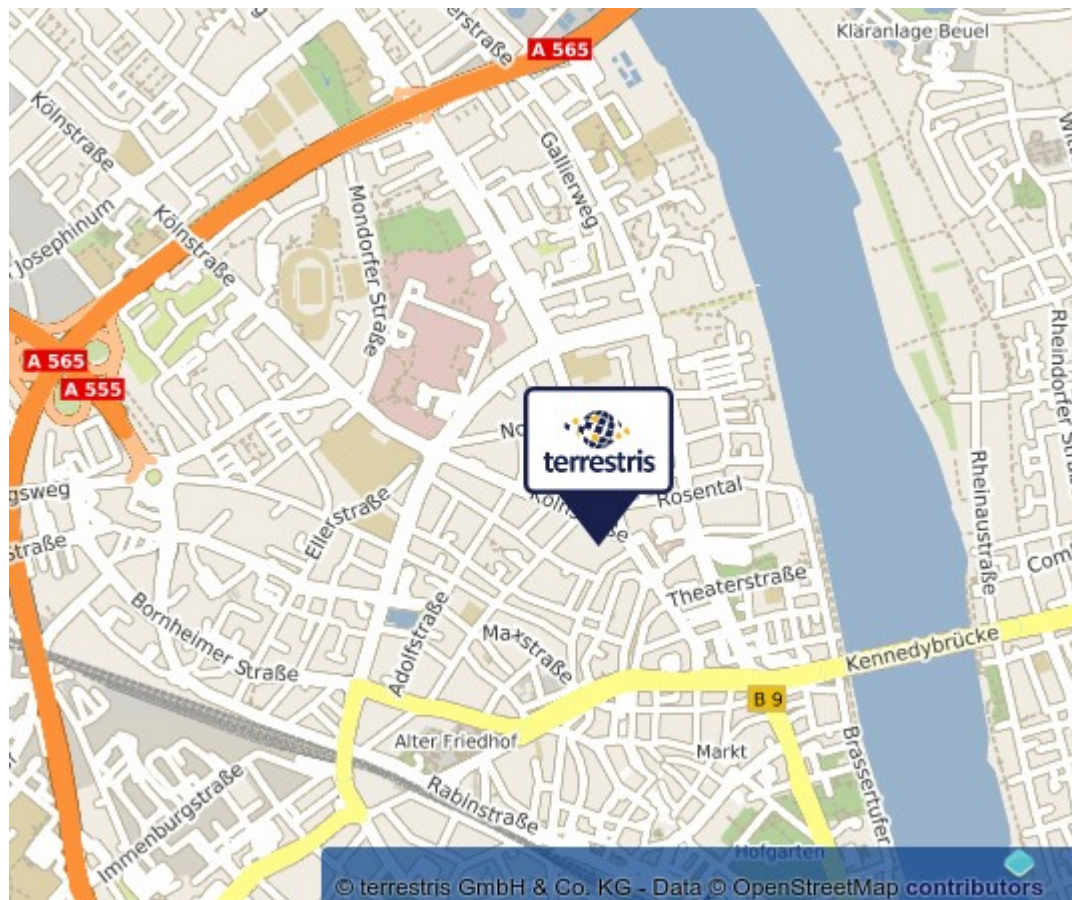 Kläranlage Beuel
A 565
Kölnstraße
Gallierweg
Josephinum
Kölnstraße
Mondorfer Straße
Rheindorfer
A 565
A 555
terrestris
Rosental
Ellerstraße
Rheinaustraße
Theaterstraße
Bornheimer Straße
Adolfstraße
Maxstraße
Kennedybrücke
B 9
Alter Friedhof
Markt
Brassertufer
Rabinstraße
Immenburgstraße
Hofgarten
© terrestris GmbH & Co. KG - Data © OpenStreetMap contributors